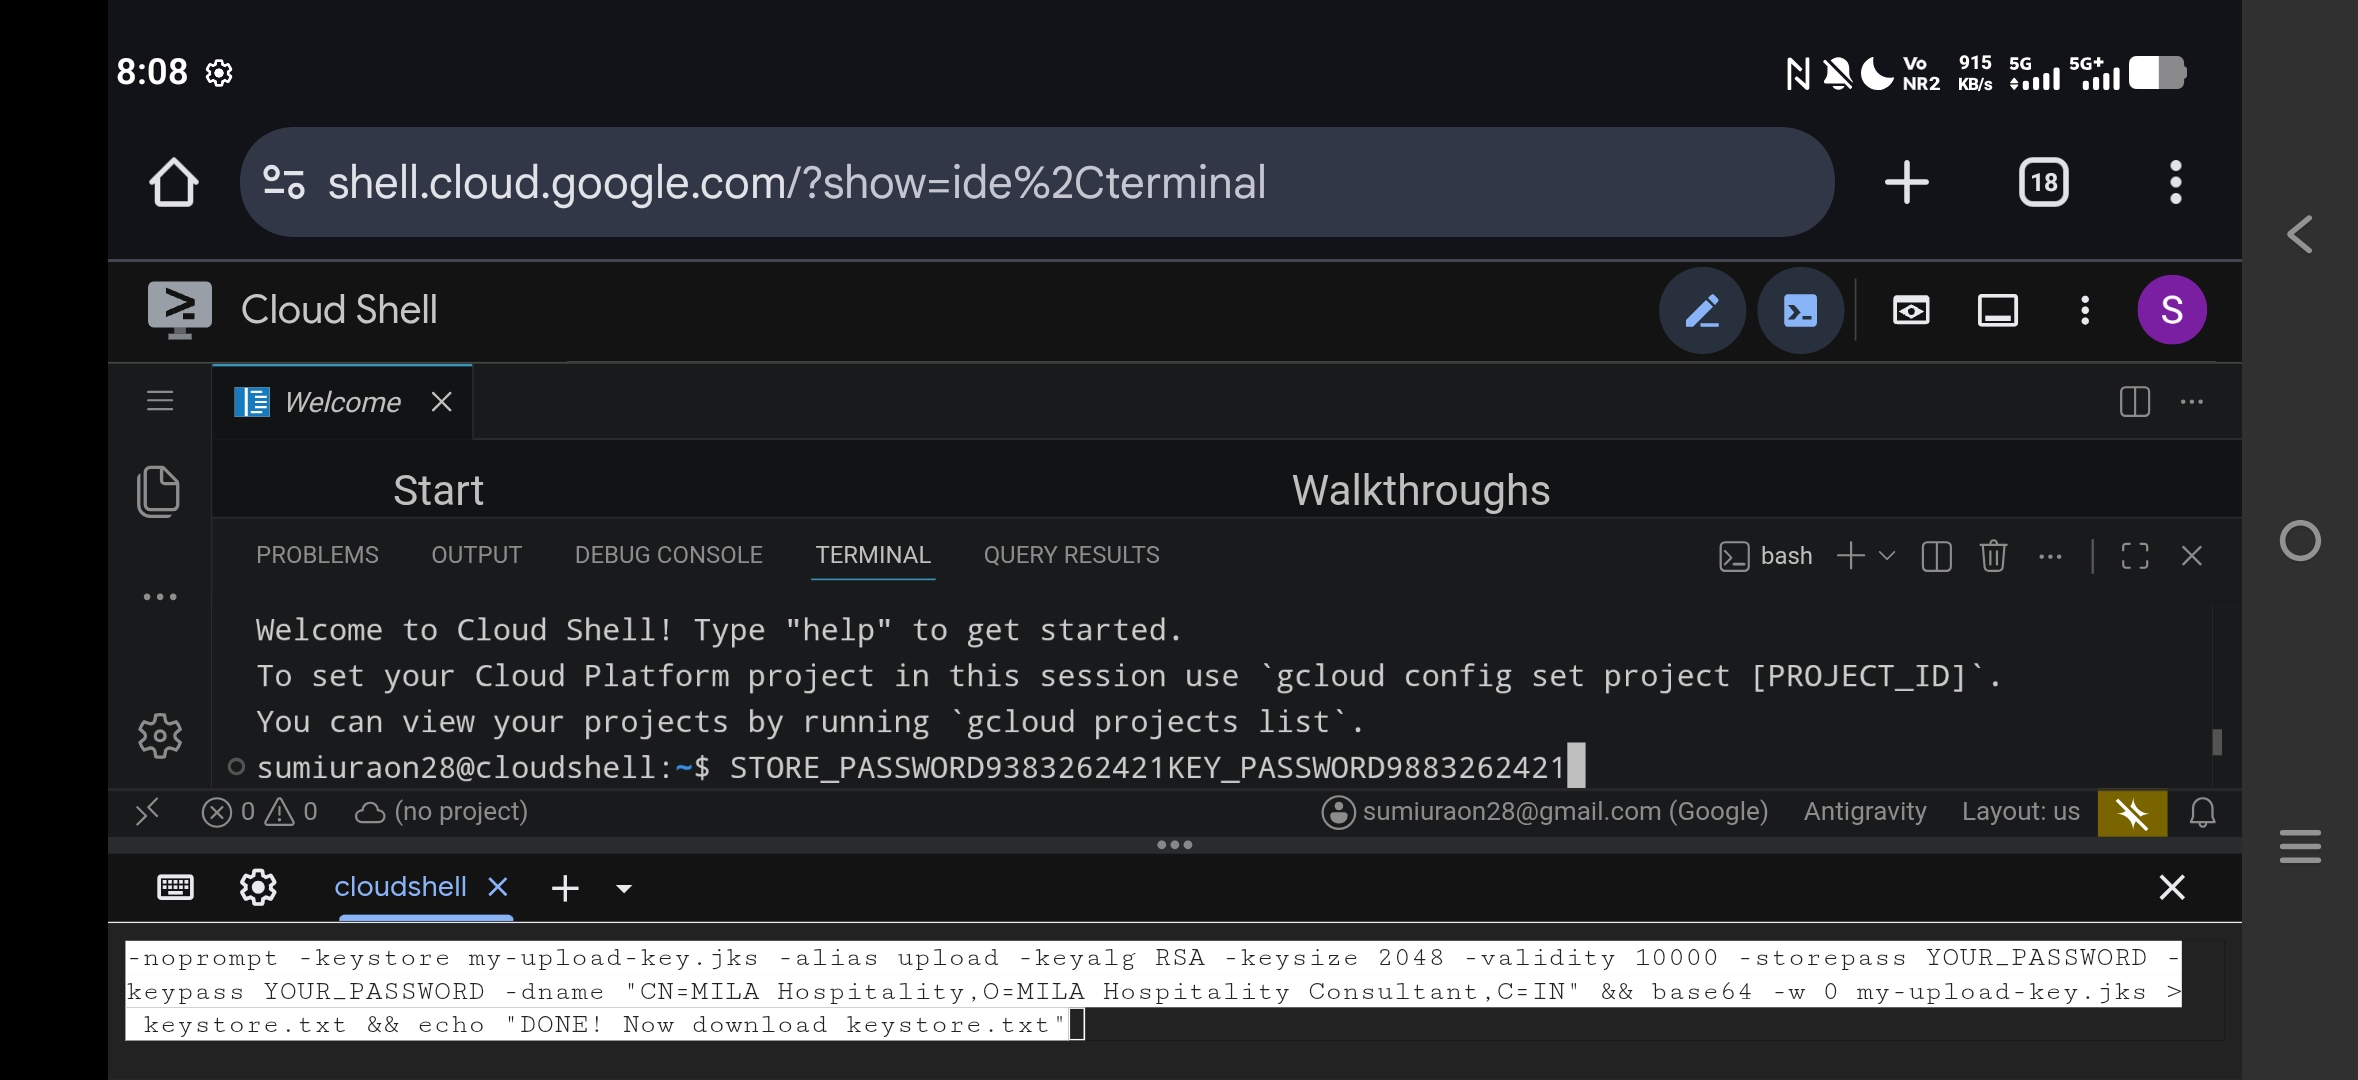 8:08
Vo NR2 915 KB/s 5G 5G+
shell.cloud.google.com/?show=ide%2Cterminal
18
Cloud Shell
S
Welcome
Start
Walkthroughs
PROBLEMS OUTPUT DEBUG CONSOLE TERMINAL QUERY RESULTS
bash
Welcome to Cloud Shell! Type "help" to get started.
To set your Cloud Platform project in this session use `gcloud config set project [PROJECT_ID]`.
You can view your projects by running `gcloud projects list`.
sumiuraon28@cloudshell:~$ STORE_PASSWORD9383262421KEY_PASSWORD9883262421
0 0 (no project) sumiuraon28@gmail.com (Google) Antigravity Layout: us
cloudshell
-noprompt -keystore my-upload-key.jks -alias upload -keyalg RSA -keysize 2048 -validity 10000 -storepass YOUR_PASSWORD -
keypass YOUR_PASSWORD -dname "CN=MILA Hospitality,O=MILA Hospitality Consultant,C=IN" && base64 -w 0 my-upload-key.jks >
keystore.txt && echo "DONE! Now download keystore.txt"